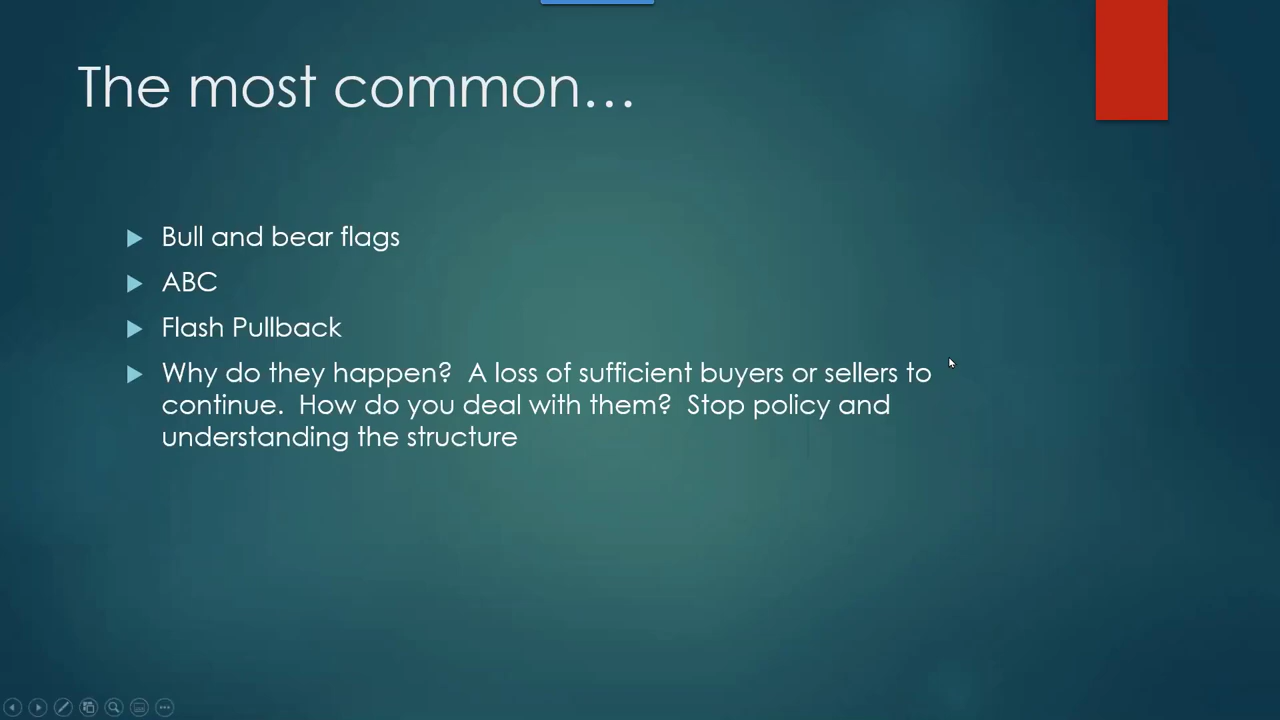 The most common...
Bull and bear flags
ABC
Flash Pullback
Why do they happen?  A loss of sufficient buyers or sellers to
continue.  How do you deal with them?  Stop policy and
understanding the structure